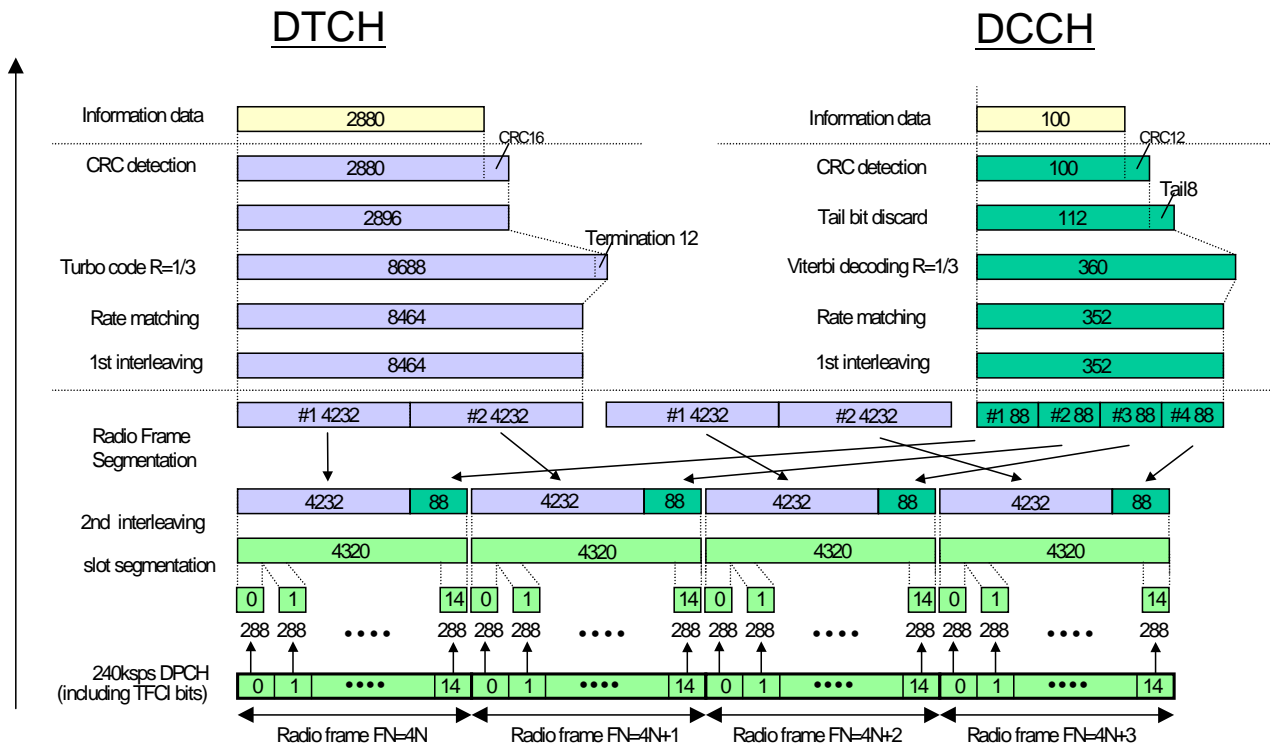 DTCH DCCH
Information data 2880 Information data 100
CRC16 CRC12
CRC detection 2880 CRC detection 100
Tail8
2896 Tail bit discard 112
Termination 12
Turbo code R=1/3 8688 Viterbi decoding R=1/3 360
Rate matching 8464 Rate matching 352
1st interleaving 8464 1st interleaving 352
#1 4232 #2 4232 #1 4232 #2 4232 #1 88 #2 88 #3 88 #4 88
Radio Frame
Segmentation
4232 88 4232 88 4232 88 4232 88
2nd interleaving
4320 4320 4320 4320
slot segmentation
0 1 14 0 1 14 0 1 14 0 1 14
288 288 •••• 288 288 288 •••• 288 288 288 •••• 288 288 288 •••• 288
240ksps DPCH
(including TFCI bits)
0 1 •••• 14 0 1 •••• 14 0 1 •••• 14 0 1 •••• 14
Radio frame FN=4N Radio frame FN=4N+1 Radio frame FN=4N+2 Radio frame FN=4N+3